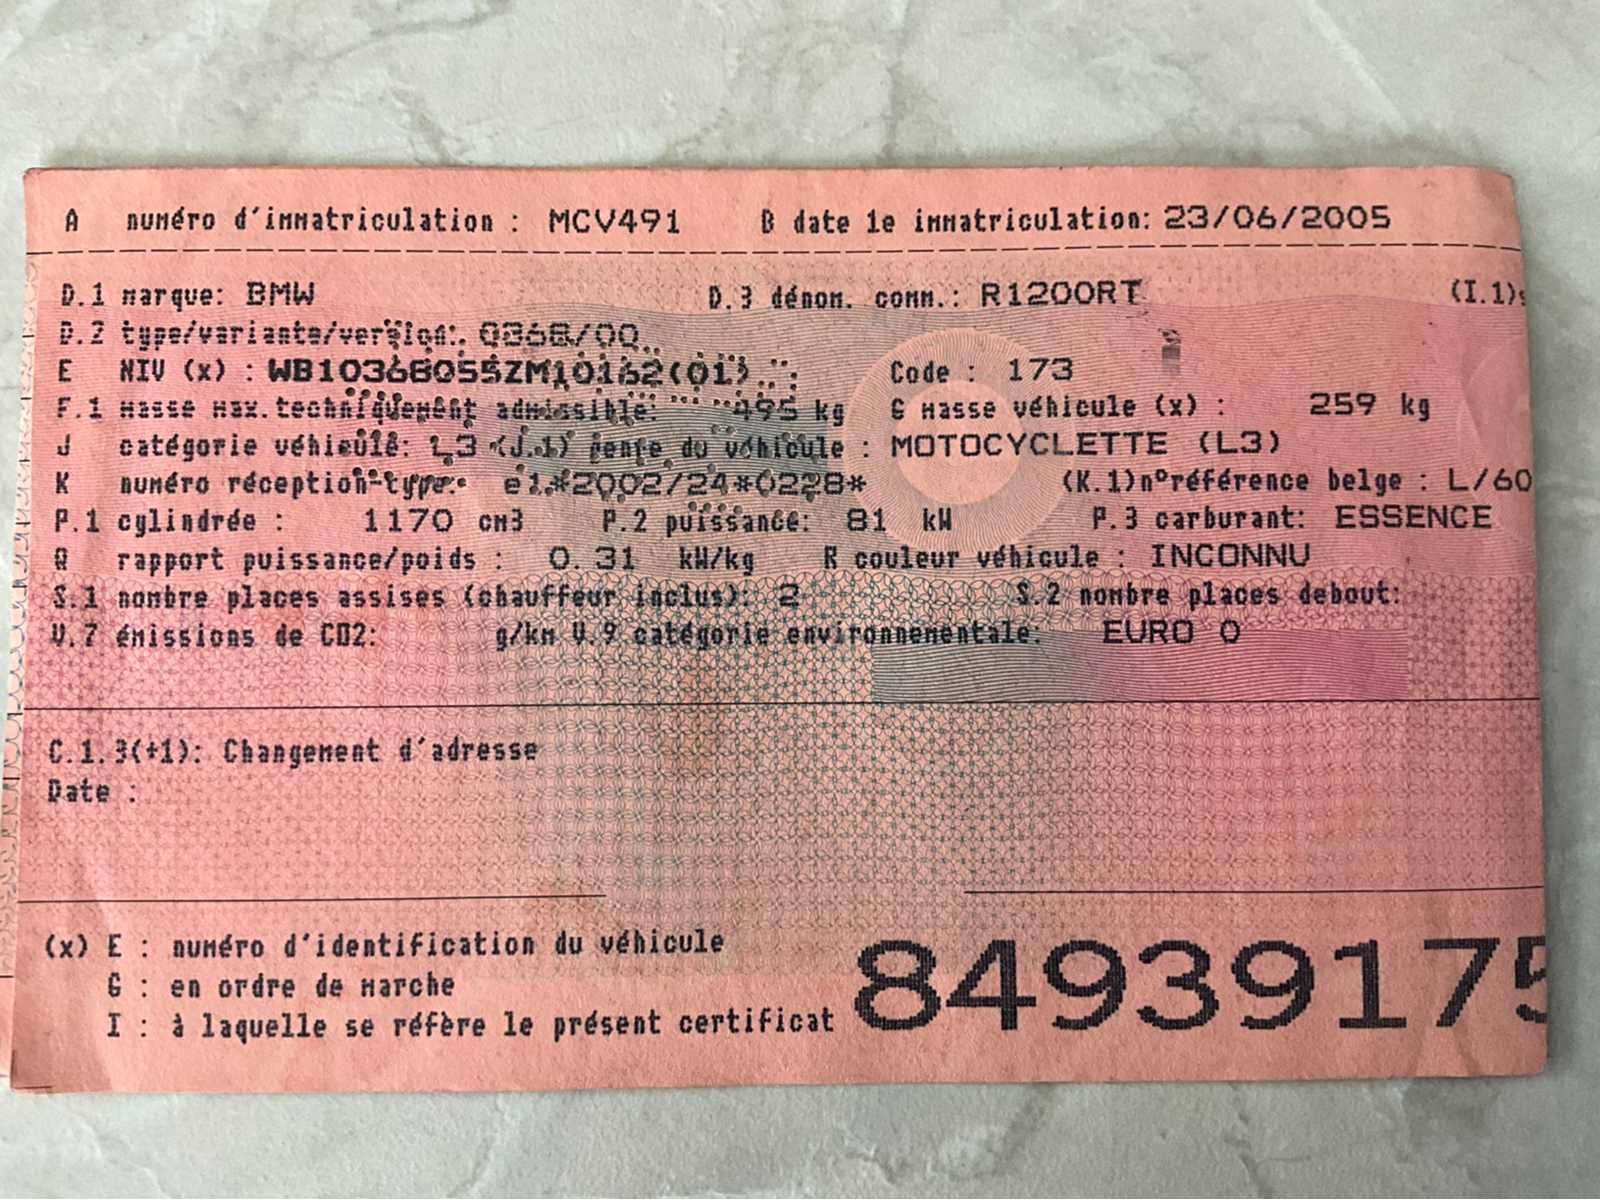 A numéro d'immatriculation : MCV491 B date 1e immatriculation: 23/06/2005
D.1 marque: BMW D.3 dénom. comm.: R1200RT (I.1)
D.2 type/variante/version: 0368/00
E NIV (x) : WB10368055ZM10162(01) Code : 173
F.1 masse max.techniquement admissible: 495 kg G masse véhicule (x) : 259 kg
J catégorie véhicule: L3 (J.1) genre du véhicule : MOTOCYCLETTE (L3)
K numéro réception-type: e1*2002/24*0228* (K.1)n°référence belge : L/60
P.1 cylindrée : 1170 cm3 P.2 puissance: 81 kW P.3 carburant: ESSENCE
Q rapport puissance/poids : 0.31 kW/kg R couleur véhicule : INCONNU
S.1 nombre places assises (chauffeur inclus): 2 S.2 nombre places debout:
V.7 émissions de CO2: g/km V.9 catégorie environnementale: EURO 0
C.1.3(+1): Changement d'adresse
Date :
(x) E : numéro d'identification du véhicule
G : en ordre de marche
I : à laquelle se réfère le présent certificat
84939175